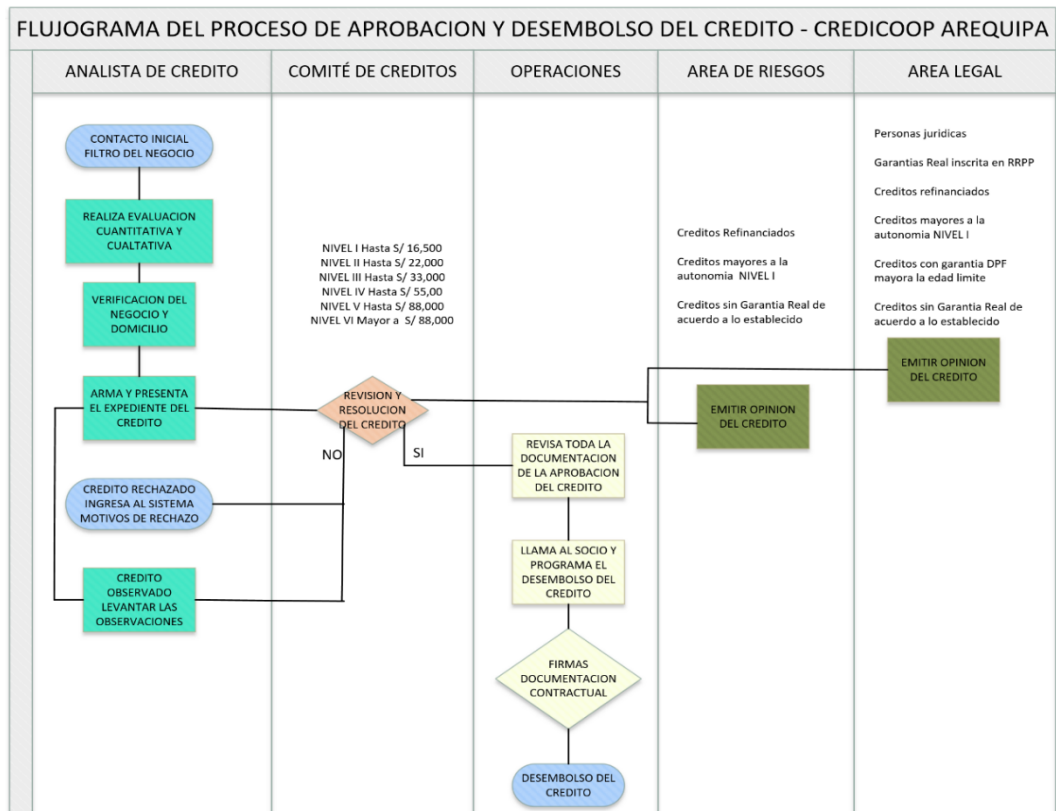 FLUJOGRAMA DEL PROCESO DE APROBACION Y DESEMBOLSO DEL CREDITO - CREDICOOP AREQUIPA
ANALISTA DE CREDITO
COMITÉ DE CREDITOS
OPERACIONES
AREA DE RIESGOS
AREA LEGAL
CONTACTO INICIAL
FILTRO DEL NEGOCIO
REALIZA EVALUACION
CUANTITATIVA Y
CUALTATIVA
VERIFICACION DEL
NEGOCIO Y
DOMICILIO
ARMA Y PRESENTA
EL EXPEDIENTE DEL
CREDITO
CREDITO RECHAZADO
INGRESA AL SISTEMA
MOTIVOS DE RECHAZO
CREDITO
OBSERVADO
LEVANTAR LAS
OBSERVACIONES
NIVEL I Hasta S/ 16,500
NIVEL II Hasta S/ 22,000
NIVEL III Hasta S/ 33,000
NIVEL IV Hasta S/ 55,00
NIVEL V Hasta S/ 88,000
NIVEL VI Mayor a S/ 88,000
REVISION Y
RESOLUCION
DEL CREDITO
NO
SI
REVISA TODA LA
DOCUMENTACION
DE LA APROBACION
DEL CREDITO
LLAMA AL SOCIO Y
PROGRAMA EL
DESEMBOLSO DEL
CREDITO
FIRMAS
DOCUMENTACION
CONTRACTUAL
DESEMBOLSO DEL
CREDITO
Creditos Refinanciados
Creditos mayores a la
autonomia NIVEL I
Creditos sin Garantia Real de
acuerdo a lo establecido
EMITIR OPINION
DEL CREDITO
Personas juridicas
Garantias Real inscrita en RRPP
Creditos refinanciados
Creditos mayores a la
autonomia NIVEL I
Creditos con garantia DPF
mayora la edad limite
Creditos sin Garantia Real de
acuerdo a lo establecido
EMITIR OPINION
DEL CREDITO